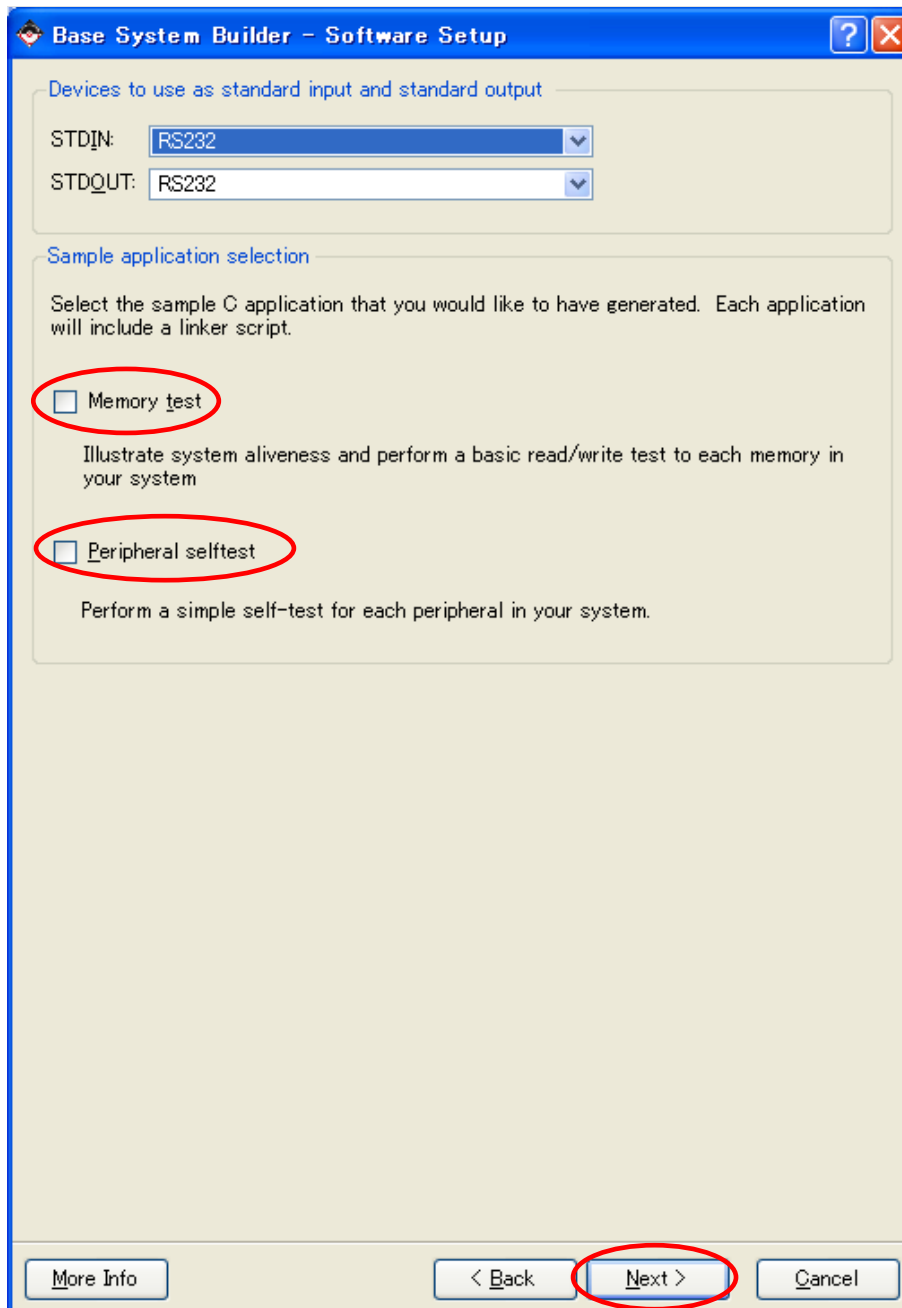 Base System Builder - Software Setup
Devices to use as standard input and standard output
STDIN: RS232
STDOUT: RS232
Sample application selection
Select the sample C application that you would like to have generated. Each application
will include a linker script.
Memory test
Illustrate system aliveness and perform a basic read/write test to each memory in
your system
Peripheral selftest
Perform a simple self-test for each peripheral in your system.
More Info < Back Next > Cancel